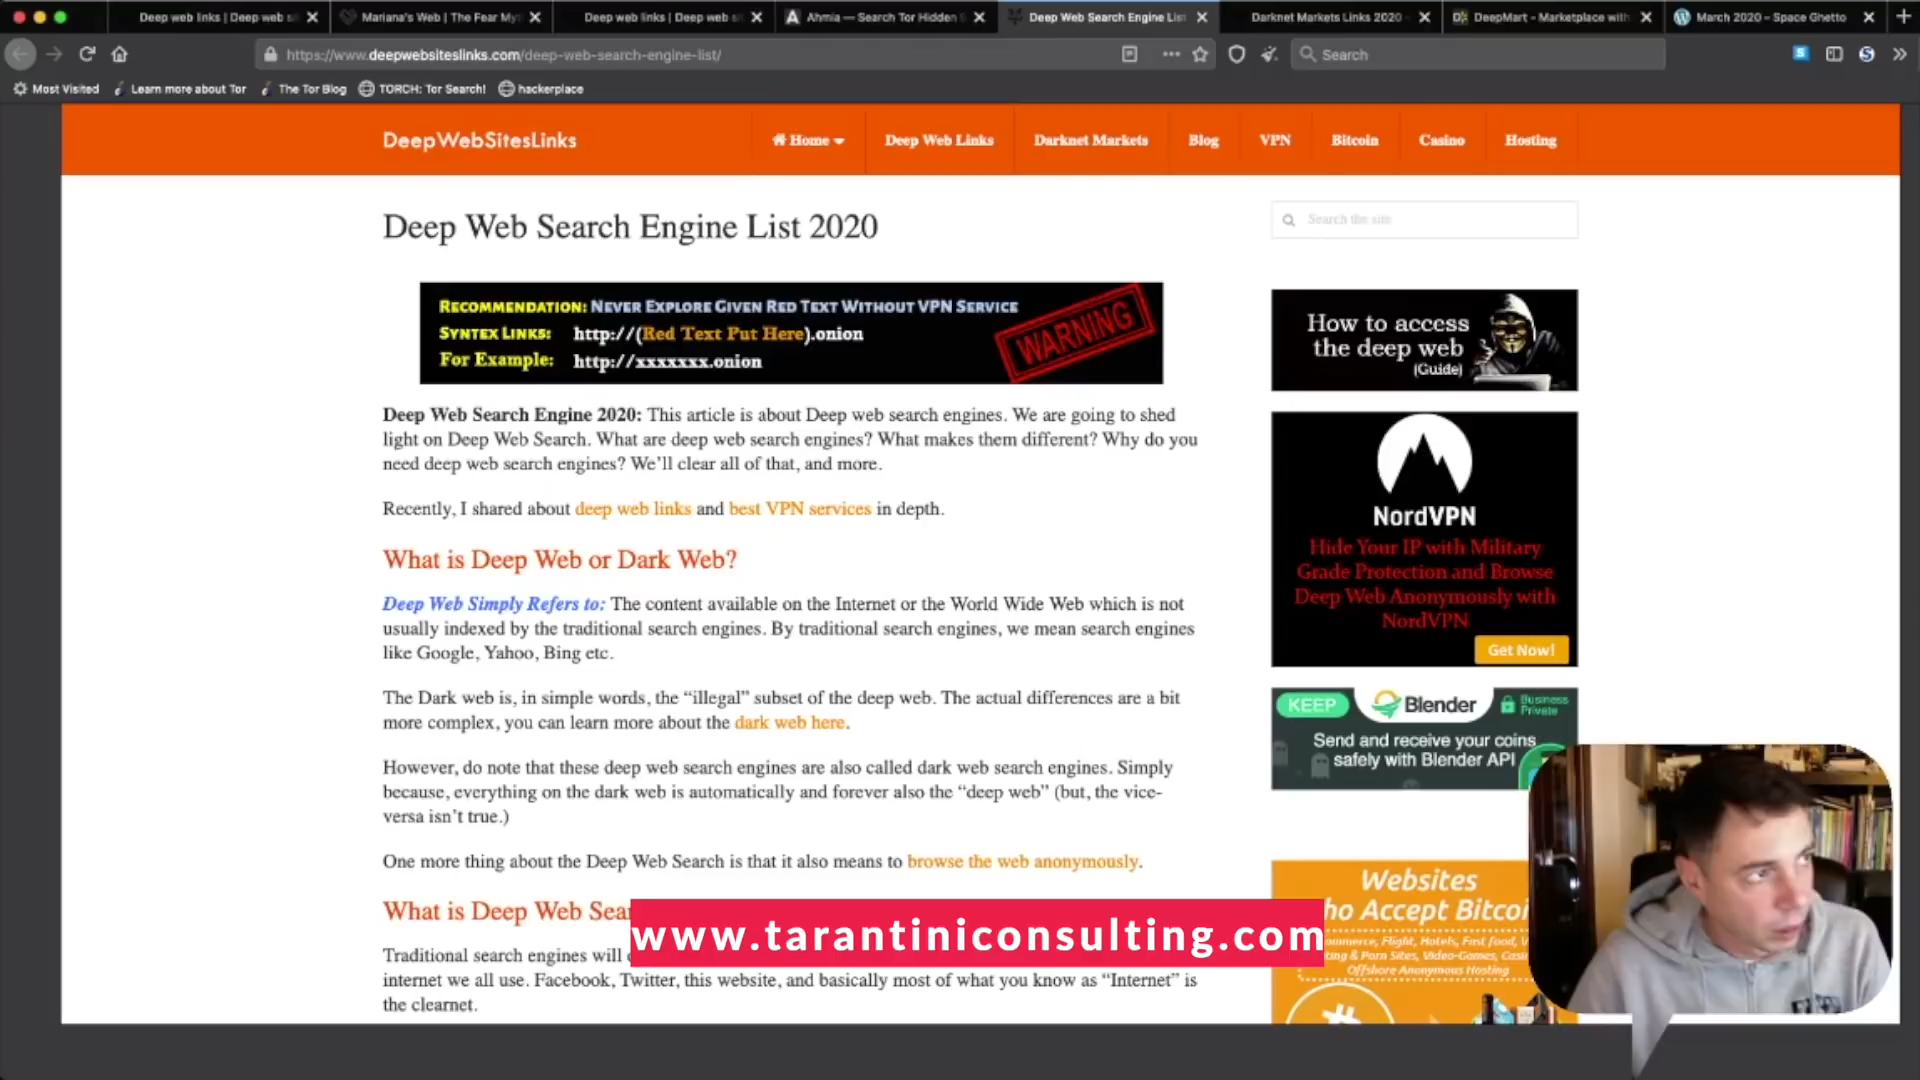 Deep web links | Deep web si
Mariana's Web | The Fear My
Deep web links | Deep web si
Ahmia — Search Tor Hidden S
Deep Web Search Engine List
Darknet Markets Links 2020
DeepMart - Marketplace with
March 2020 – Space Ghetto
https://www.deepwebsiteslinks.com/deep-web-search-engine-list/
Search
Most Visited
Learn more about Tor
The Tor Blog
TORCH: Tor Search!
hackerplace
DeepWebSitesLinks
Home
Deep Web Links
Darknet Markets
Blog
VPN
Bitcoin
Casino
Hosting
Deep Web Search Engine List 2020
Search the site
RECOMMENDATION: NEVER EXPLORE GIVEN RED TEXT WITHOUT VPN SERVICE
SYNTEX LINKS: http://(Red Text Put Here).onion
For Example: http://xxxxxxx.onion
WARNING
How to access
the deep web
(Guide)
Deep Web Search Engine 2020: This article is about Deep web search engines. We are going to shed
light on Deep Web Search. What are deep web search engines? What makes them different? Why do you
need deep web search engines? We'll clear all of that, and more.
Recently, I shared about deep web links and best VPN services in depth.
What is Deep Web or Dark Web?
Deep Web Simply Refers to: The content available on the Internet or the World Wide Web which is not
usually indexed by the traditional search engines. By traditional search engines, we mean search engines
like Google, Yahoo, Bing etc.
The Dark web is, in simple words, the “illegal” subset of the deep web. The actual differences are a bit
more complex, you can learn more about the dark web here.
However, do note that these deep web search engines are also called dark web search engines. Simply
because, everything on the dark web is automatically and forever also the “deep web” (but, the vice-
versa isn't true.)
One more thing about the Deep Web Search is that it also means to browse the web anonymously.
What is Deep Web Sear
Traditional search engines will
internet we all use. Facebook, Twitter, this website, and basically most of what you know as “Internet” is
the clearnet.
NordVPN
Hide Your IP with Military
Grade Protection and Browse
Deep Web Anonymously with
NordVPN
Get Now!
KEEP
Blender
Business
Private
Send and receive your coins
safely with Blender API
Websites
ho Accept Bitcoi
ommerce, Flight, Hotels, Fast food, V
ting & Porn Sites, Video-Games, Casi
Offshore Anonymous Hosting
www.tarantiniconsulting.com